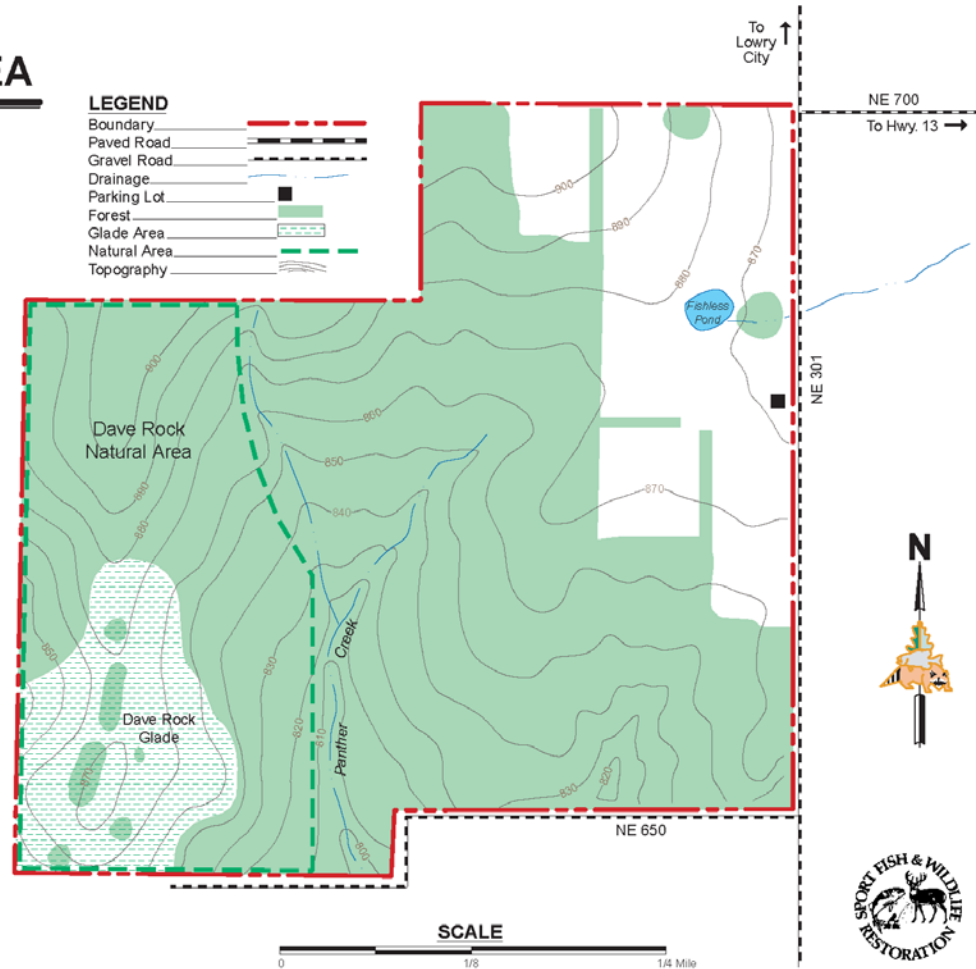 EA
LEGEND
Boundary
Paved Road
Gravel Road
Drainage
Parking Lot
Forest
Glade Area
Natural Area
Topography
To
Lowry
City
NE 700
To Hwy. 13
900
890
880
870
Fishless
Pond
NE 301
900
Dave Rock
Natural Area
860
850
840
870
880
880
N
850
830
820
810
Creek
Panther
Dave Rock
Glade
870
830
820
800
NE 650
SCALE
0
1/8
1/4 Mile
SPORT FISH & WILDLIFE
RESTORATION